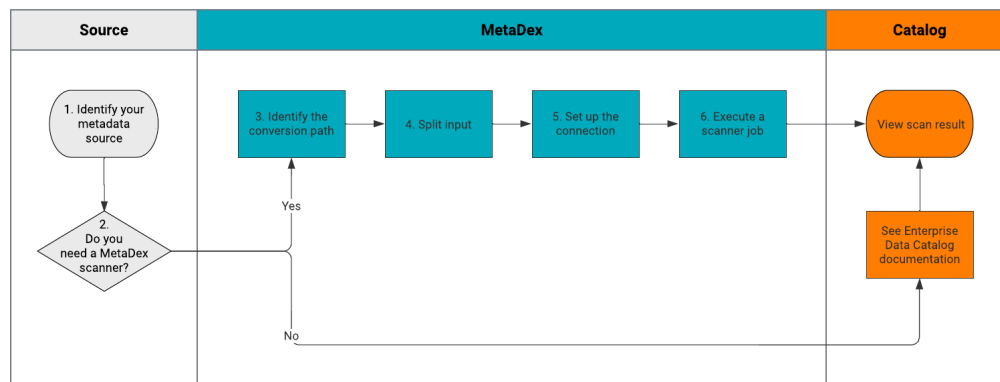 Source
MetaDex
Catalog
1. Identify your
metadata
source
3. Identify the
conversion path
4. Split input
5. Set up the
connection
6. Execute a
scanner job
View scan result
Yes
2.
Do you
need a MetaDex
scanner?
See Enterprise
Data Catalog
documentation
No